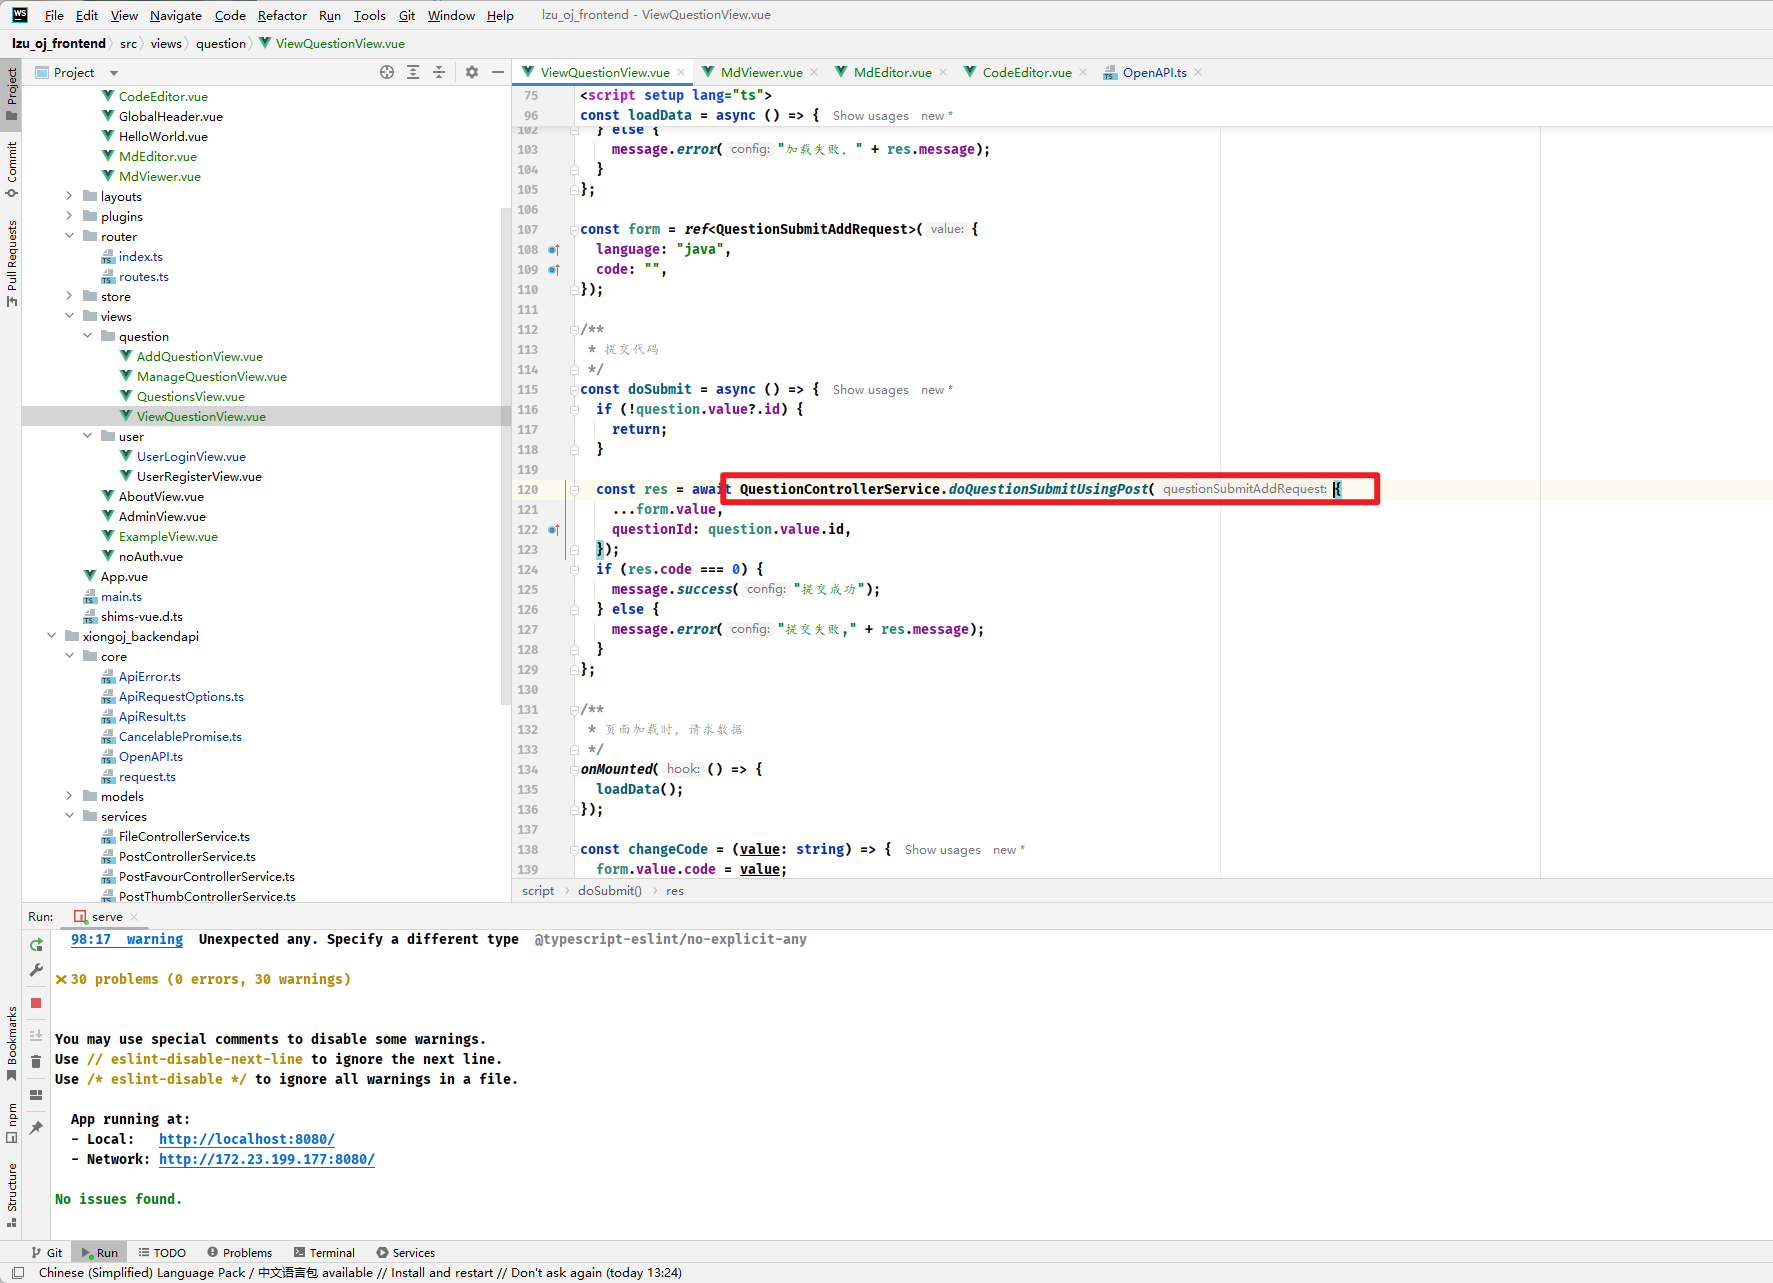 WS File Edit View Navigate Code Refactor Run Tools Git Window Help lzu_oj_frontend - ViewQuestionView.vue
lzu_oj_frontend src views question ViewQuestionView.vue
Project
Commit
Pull Requests
Bookmarks
npm
Structure
Project
CodeEditor.vue
GlobalHeader.vue
HelloWorld.vue
MdEditor.vue
MdViewer.vue
layouts
plugins
router
index.ts
routes.ts
store
views
question
AddQuestionView.vue
ManageQuestionView.vue
QuestionsView.vue
ViewQuestionView.vue
user
UserLoginView.vue
UserRegisterView.vue
AboutView.vue
AdminView.vue
ExampleView.vue
noAuth.vue
App.vue
main.ts
shims-vue.d.ts
xiongoj_backendapi
core
ApiError.ts
ApiRequestOptions.ts
ApiResult.ts
CancelablePromise.ts
OpenAPI.ts
request.ts
models
services
FileControllerService.ts
PostControllerService.ts
PostFavourControllerService.ts
PostThumbControllerService.ts
ViewQuestionView.vue MdViewer.vue MdEditor.vue CodeEditor.vue OpenAPI.ts
75 <script setup lang="ts">
96 const loadData = async () => { Show usages new *
102 } else {
103 message.error( config: "加载失败，" + res.message);
104 }
105 };
106
107 const form = ref<QuestionSubmitAddRequest>( value: {
108 language: "java",
109 code: "",
110 });
111
112 /**
113 * 提交代码
114 */
115 const doSubmit = async () => { Show usages new *
116 if (!question.value?.id) {
117 return;
118 }
119
120 const res = await QuestionControllerService.doQuestionSubmitUsingPost( questionSubmitAddRequest: {
121 ...form.value,
122 questionId: question.value.id,
123 });
124 if (res.code === 0) {
125 message.success( config: "提交成功");
126 } else {
127 message.error( config: "提交失败," + res.message);
128 }
129 };
130
131 /**
132 * 页面加载时，请求数据
133 */
134 onMounted( hook: () => {
135 loadData();
136 });
137
138 const changeCode = (value: string) => { Show usages new *
139 form.value.code = value;
script doSubmit() res
Run: serve
98:17 warning Unexpected any. Specify a different type @typescript-eslint/no-explicit-any
✕ 30 problems (0 errors, 30 warnings)
You may use special comments to disable some warnings.
Use // eslint-disable-next-line to ignore the next line.
Use /* eslint-disable */ to ignore all warnings in a file.
App running at:
- Local: http://localhost:8080/
- Network: http://172.23.199.177:8080/
No issues found.
Git Run TODO Problems Terminal Services
Chinese (Simplified) Language Pack / 中文语言包 available // Install and restart // Don't ask again (today 13:24)